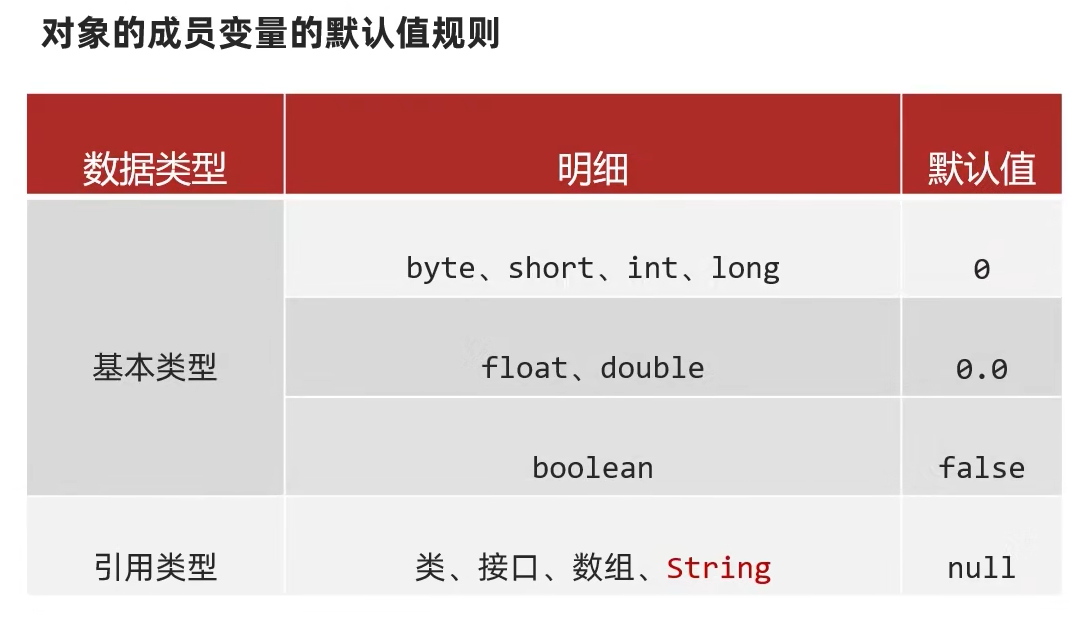 对象的成员变量的默认值规则
数据类型 明细 默认值
byte、short、int、long 0
基本类型 float、double 0.0
boolean false
引用类型 类、接口、数组、String null